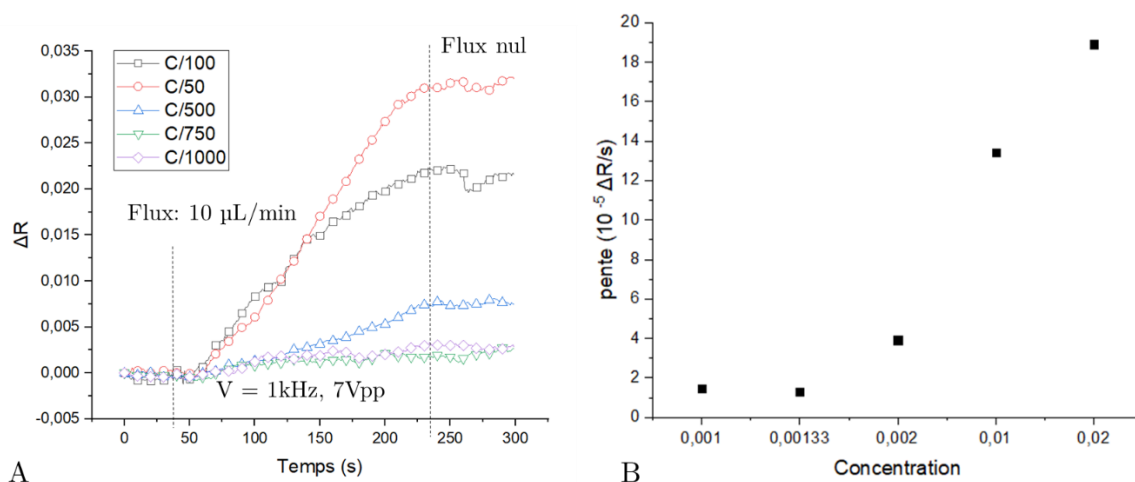 Flux nul
0,035
0,030
0,025
0,020
0,015
0,010
0,005
0,000
-0,005
ΔR
C/100
C/50
C/500
C/750
C/1000
Flux: 10 µL/min
V = 1kHz, 7Vpp
0 50 100 150 200 250 300
Temps (s)
A
20
18
16
14
12
10
8
6
4
2
0
pente (10 -5 ΔR/s)
0,001 0,00133 0,002 0,01 0,02
Concentration
B